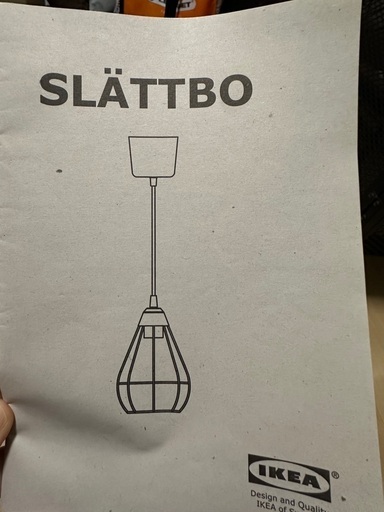 SLÄTTBO
IKEA®
Design and Quality
IKEA of